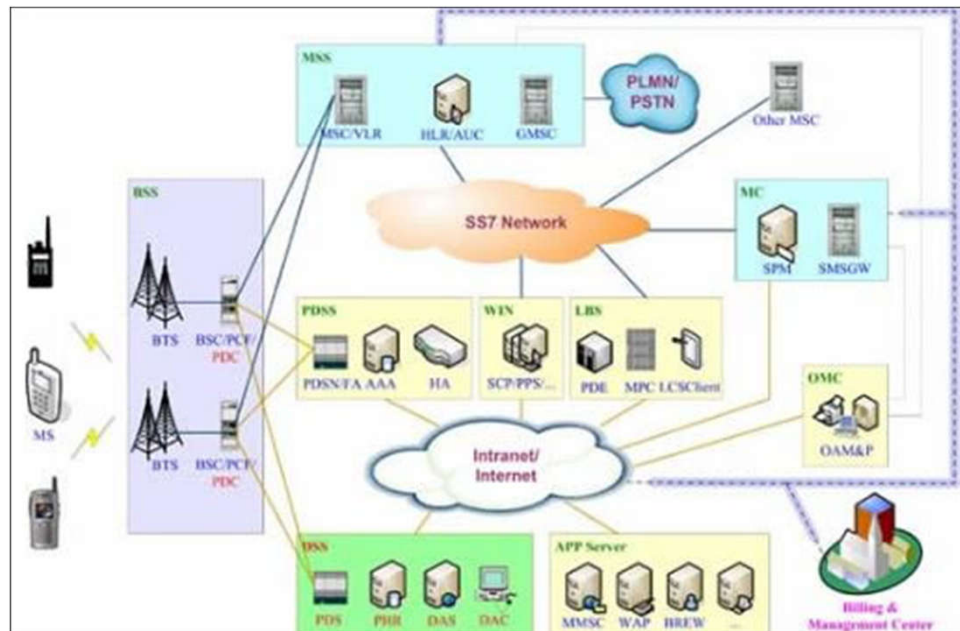 MSS
MSC/VLR
HLR/AUC
GMSC
PLMN/
PSTN
Other MSC
BSS
SS7 Network
MC
SPM
SMSGW
BTS
BSC/PCF/
PDC
PDSS
PDSN/FA
AAA
HA
WIN
SCP/PPS/...
LBS
PDE
MPC
LCSClient
OMC
OAM&P
MS
BTS
BSC/PCF/
PDC
Intranet/
Internet
DSS
PDS
PHR
DAS
DAC
APP Server
MMSC
WAP
BREW
...
Billing &
Management Center